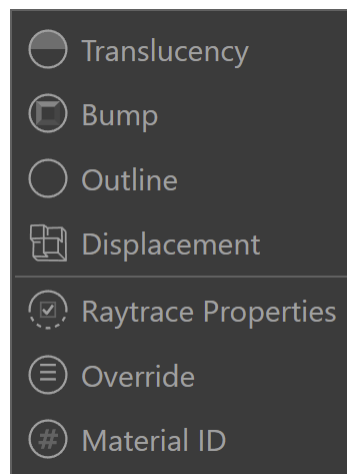 Translucency
Bump
Outline
Displacement
Raytrace Properties
Override
# Material ID